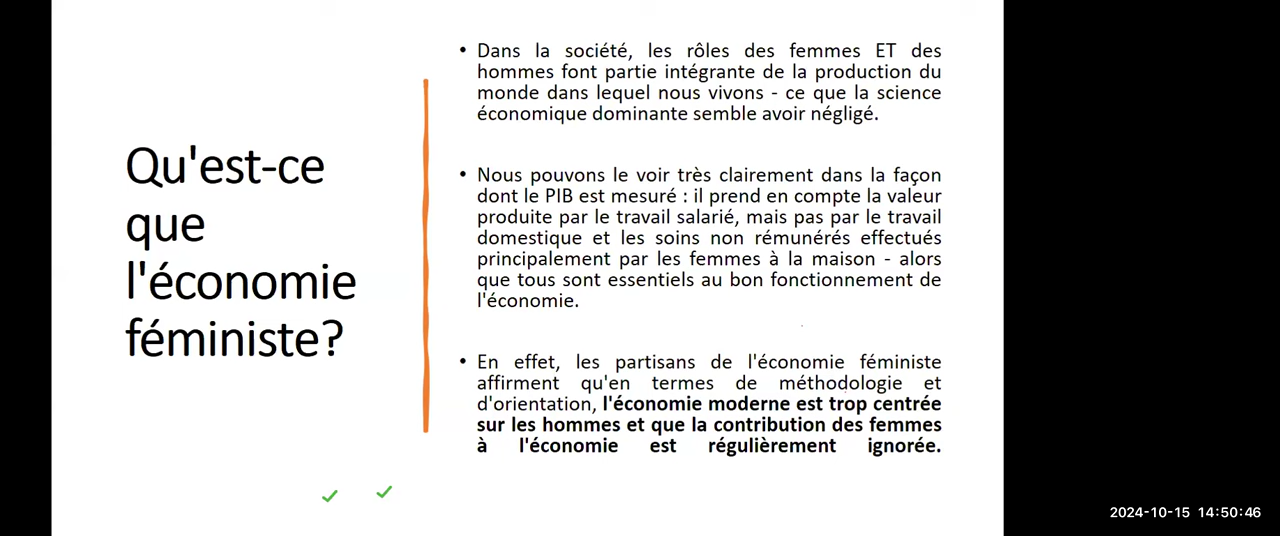 Qu'est-ce
que
l'économie
féministe?
• Dans la société, les rôles des femmes ET des
hommes font partie intégrante de la production du
monde dans lequel nous vivons - ce que la science
économique dominante semble avoir négligé.
• Nous pouvons le voir très clairement dans la façon
dont le PIB est mesuré : il prend en compte la valeur
produite par le travail salarié, mais pas par le travail
domestique et les soins non rémunérés effectués
principalement par les femmes à la maison - alors
que tous sont essentiels au bon fonctionnement de
l'économie.
• En effet, les partisans de l'économie féministe
affirment qu'en termes de méthodologie et
d'orientation, l'économie moderne est trop centrée
sur les hommes et que la contribution des femmes
à l'économie est régulièrement ignorée.
2024-10-15 14:50:46